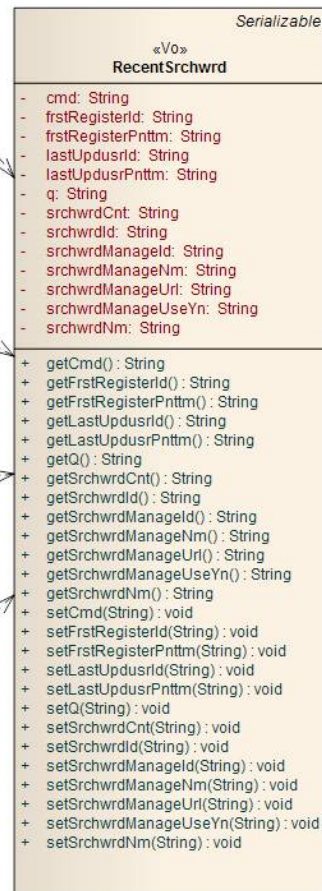 Serializable
«Vo»
RecentSrchwrd
- cmd: String
- frstRegisterId: String
- frstRegisterPnttm: String
- lastUpdusrId: String
- lastUpdusrPnttm: String
- q: String
- srchwrdCnt: String
- srchwrdId: String
- srchwrdManageId: String
- srchwrdManageNm: String
- srchwrdManageUrl: String
- srchwrdManageUseYn: String
- srchwrdNm: String
+ getCmd() : String
+ getFrstRegisterId() : String
+ getFrstRegisterPnttm() : String
+ getLastUpdusrId() : String
+ getLastUpdusrPnttm() : String
+ getQ() : String
+ getSrchwrdCnt() : String
+ getSrchwrdId() : String
+ getSrchwrdManageId() : String
+ getSrchwrdManageNm() : String
+ getSrchwrdManageUrl() : String
+ getSrchwrdManageUseYn() : String
+ getSrchwrdNm() : String
+ setCmd(String) : void
+ setFrstRegisterId(String) : void
+ setFrstRegisterPnttm(String) : void
+ setLastUpdusrId(String) : void
+ setLastUpdusrPnttm(String) : void
+ setQ(String) : void
+ setSrchwrdCnt(String) : void
+ setSrchwrdId(String) : void
+ setSrchwrdManageId(String) : void
+ setSrchwrdManageNm(String) : void
+ setSrchwrdManageUrl(String) : void
+ setSrchwrdManageUseYn(String) : void
+ setSrchwrdNm(String) : void